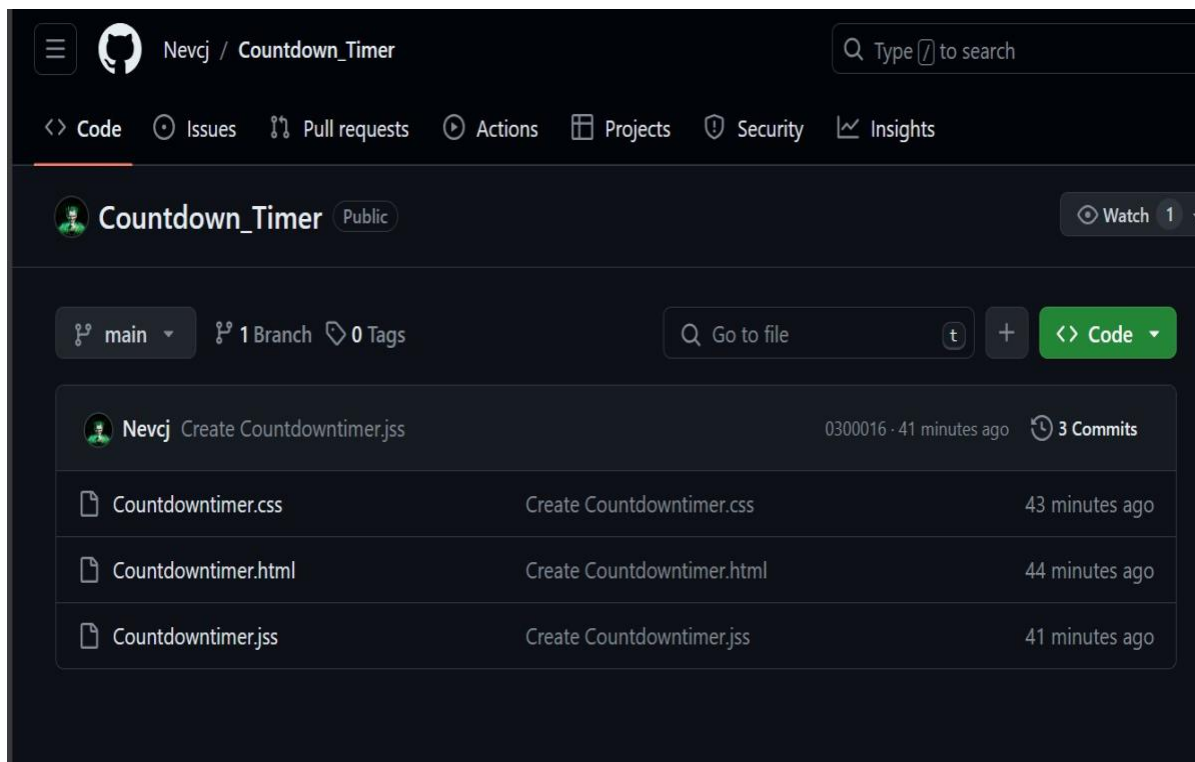 Nevcj / Countdown_Timer
Type / to search
Code Issues Pull requests Actions Projects Security Insights
Countdown_Timer Public
Watch 1
main 1 Branch 0 Tags
Go to file t + Code
Nevcj Create Countdowntimer.jss 0300016 · 41 minutes ago 3 Commits
Countdowntimer.css Create Countdowntimer.css 43 minutes ago
Countdowntimer.html Create Countdowntimer.html 44 minutes ago
Countdowntimer.jss Create Countdowntimer.jss 41 minutes ago